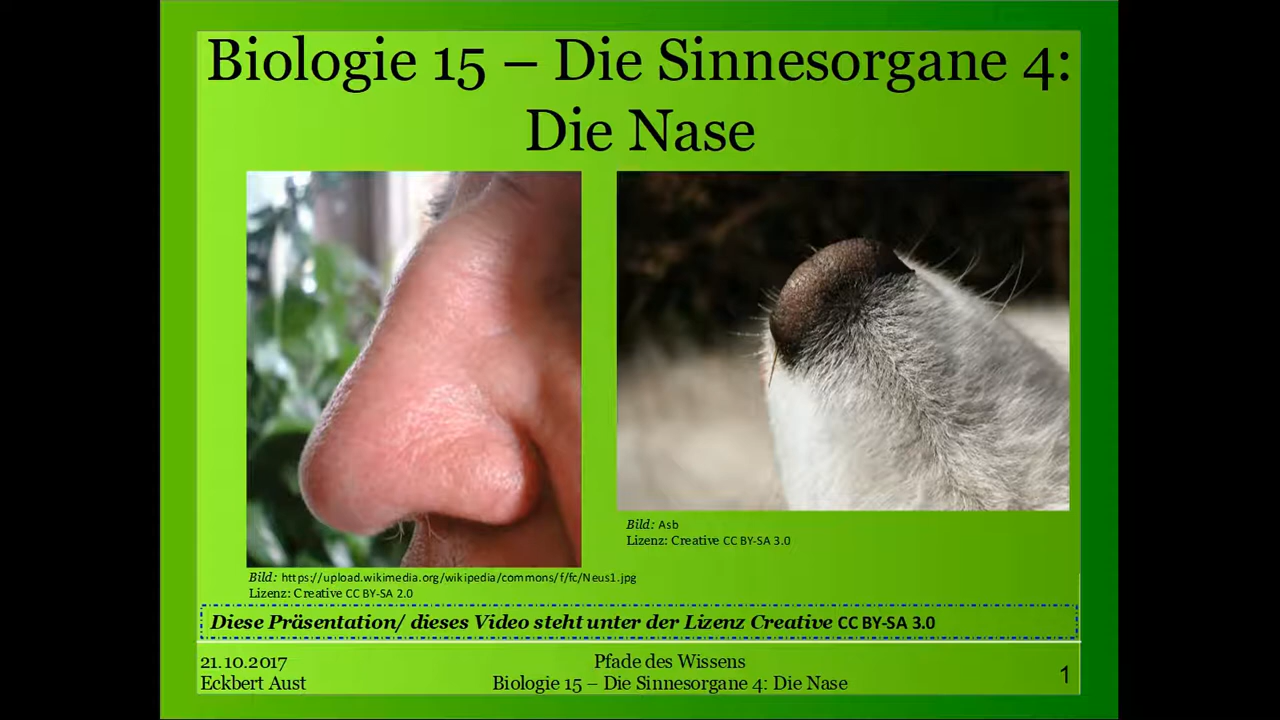 Biologie 15 – Die Sinnesorgane 4:
Die Nase
Bild: Asb
Lizenz: Creative CC BY-SA 3.0
Bild: https://upload.wikimedia.org/wikipedia/commons/f/fc/Neus1.jpg
Lizenz: Creative CC BY-SA 2.0
Diese Präsentation/ dieses Video steht unter der Lizenz Creative CC BY-SA 3.0
21.10.2017
Eckbert Aust
Pfade des Wissens
Biologie 15 – Die Sinnesorgane 4: Die Nase
1